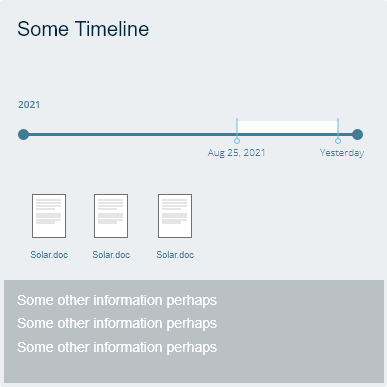 Some Timeline
2021
Aug 25, 2021 Yesterday
Solar.doc Solar.doc Solar.doc
Some other information perhaps
Some other information perhaps
Some other information perhaps